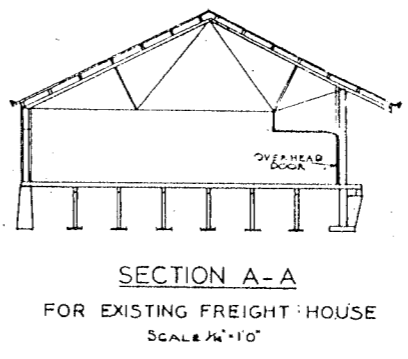 OVERHEAD
DOOR
SECTION A-A
FOR EXISTING FREIGHT HOUSE
SCALE 1/4"=1'0"